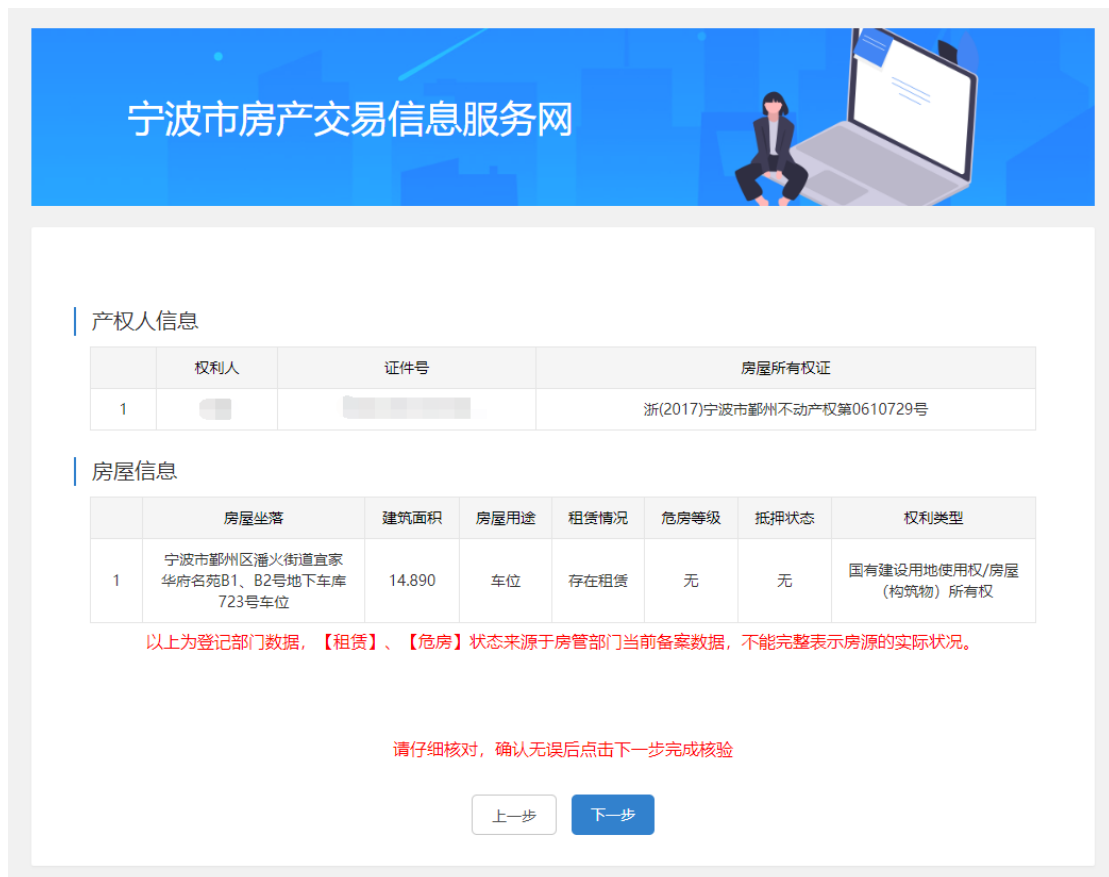 宁波市房产交易信息服务网
产权人信息
权利人 证件号 房屋所有权证
1 浙(2017)宁波市鄞州不动产权第0610729号
房屋信息
房屋坐落 建筑面积 房屋用途 租赁情况 危房等级 抵押状态 权利类型
1 宁波市鄞州区潘火街道宜家华府名苑B1、B2号地下车库723号车位 14.890 车位 存在租赁 无 无 国有建设用地使用权/房屋（构筑物）所有权
以上为登记部门数据，【租赁】、【危房】状态来源于房管部门当前备案数据，不能完整表示房源的实际状况。
请仔细核对，确认无误后点击下一步完成核验
上一步 下一步